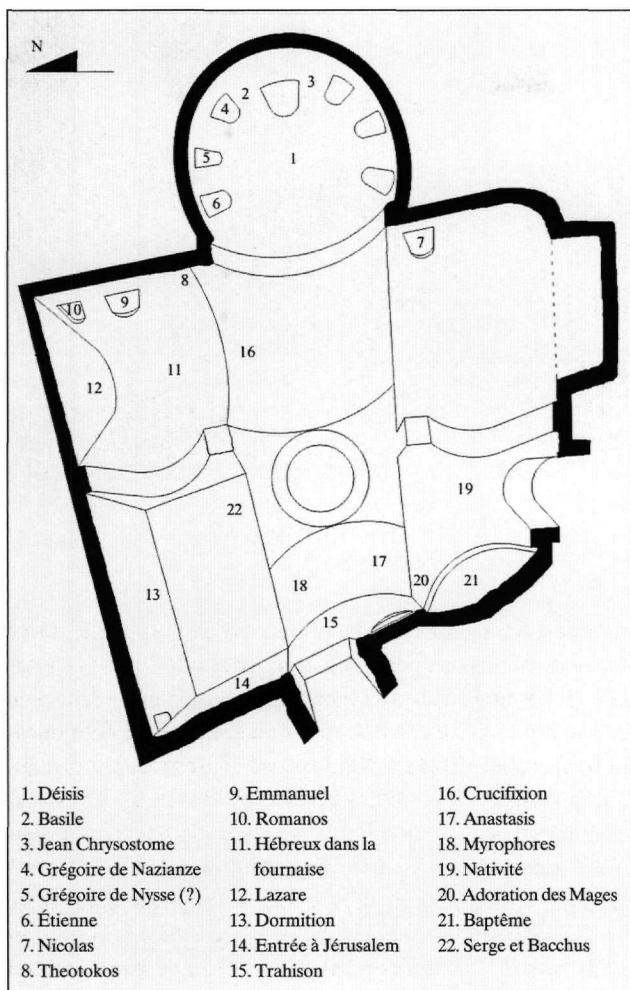 N
2
3
4
1
5
6
7
8
10
9
16
11
12
19
22
17
18
20
21
13
15
14
1. Déisis
2. Basile
3. Jean Chrysostome
4. Grégoire de Nazianze
5. Grégoire de Nysse (?)
6. Étienne
7. Nicolas
8. Theotokos
9. Emmanuel
10. Romanos
11. Hébreux dans la
fournaise
12. Lazare
13. Dormition
14. Entrée à Jérusalem
15. Trahison
16. Crucifixion
17. Anastasis
18. Myrophores
19. Nativité
20. Adoration des Mages
21. Baptême
22. Serge et Bacchus